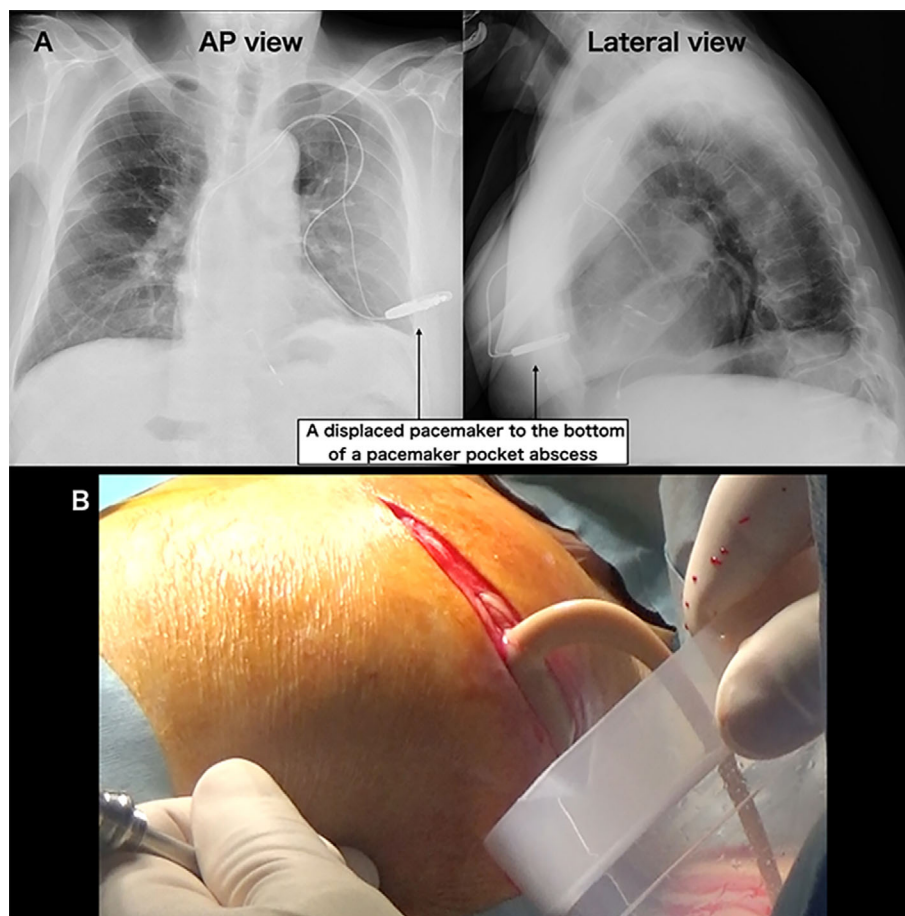 A
AP view
Lateral view
A displaced pacemaker to the bottom
of a pacemaker pocket abscess
B